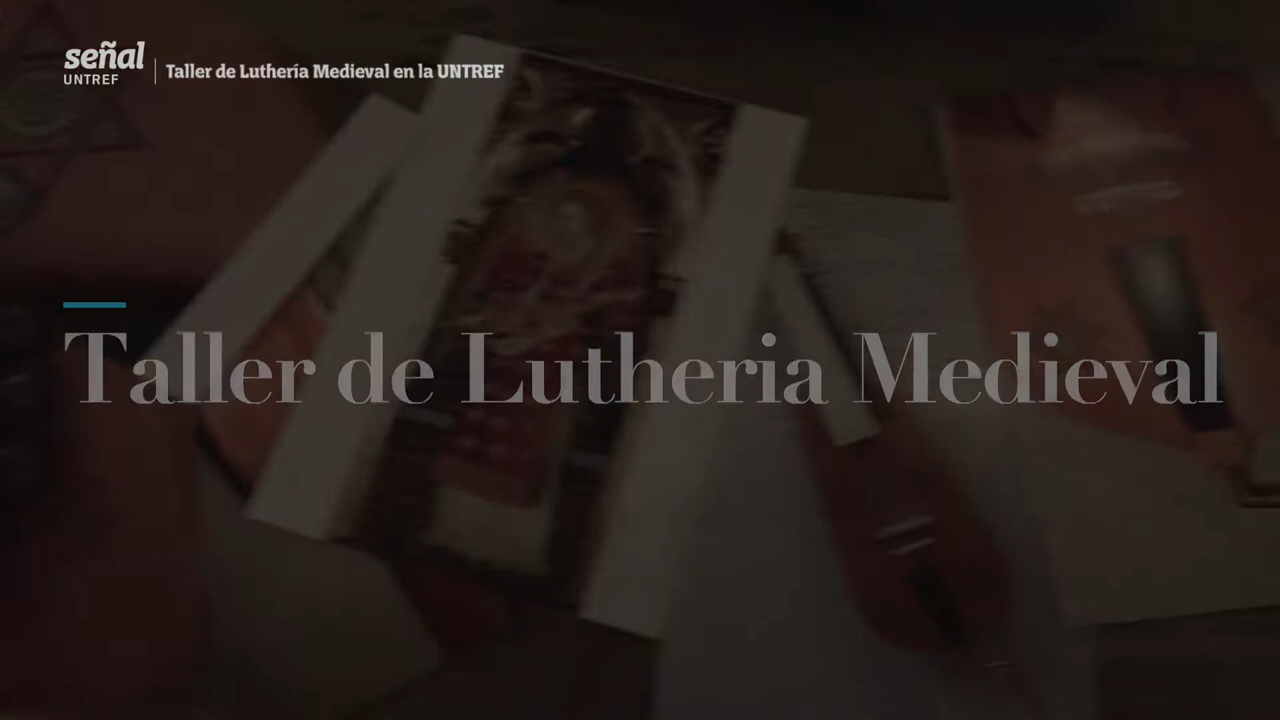 señal
UNTREF
Taller de Luthería Medieval en la UNTREF
Taller de Lutheria Medieval